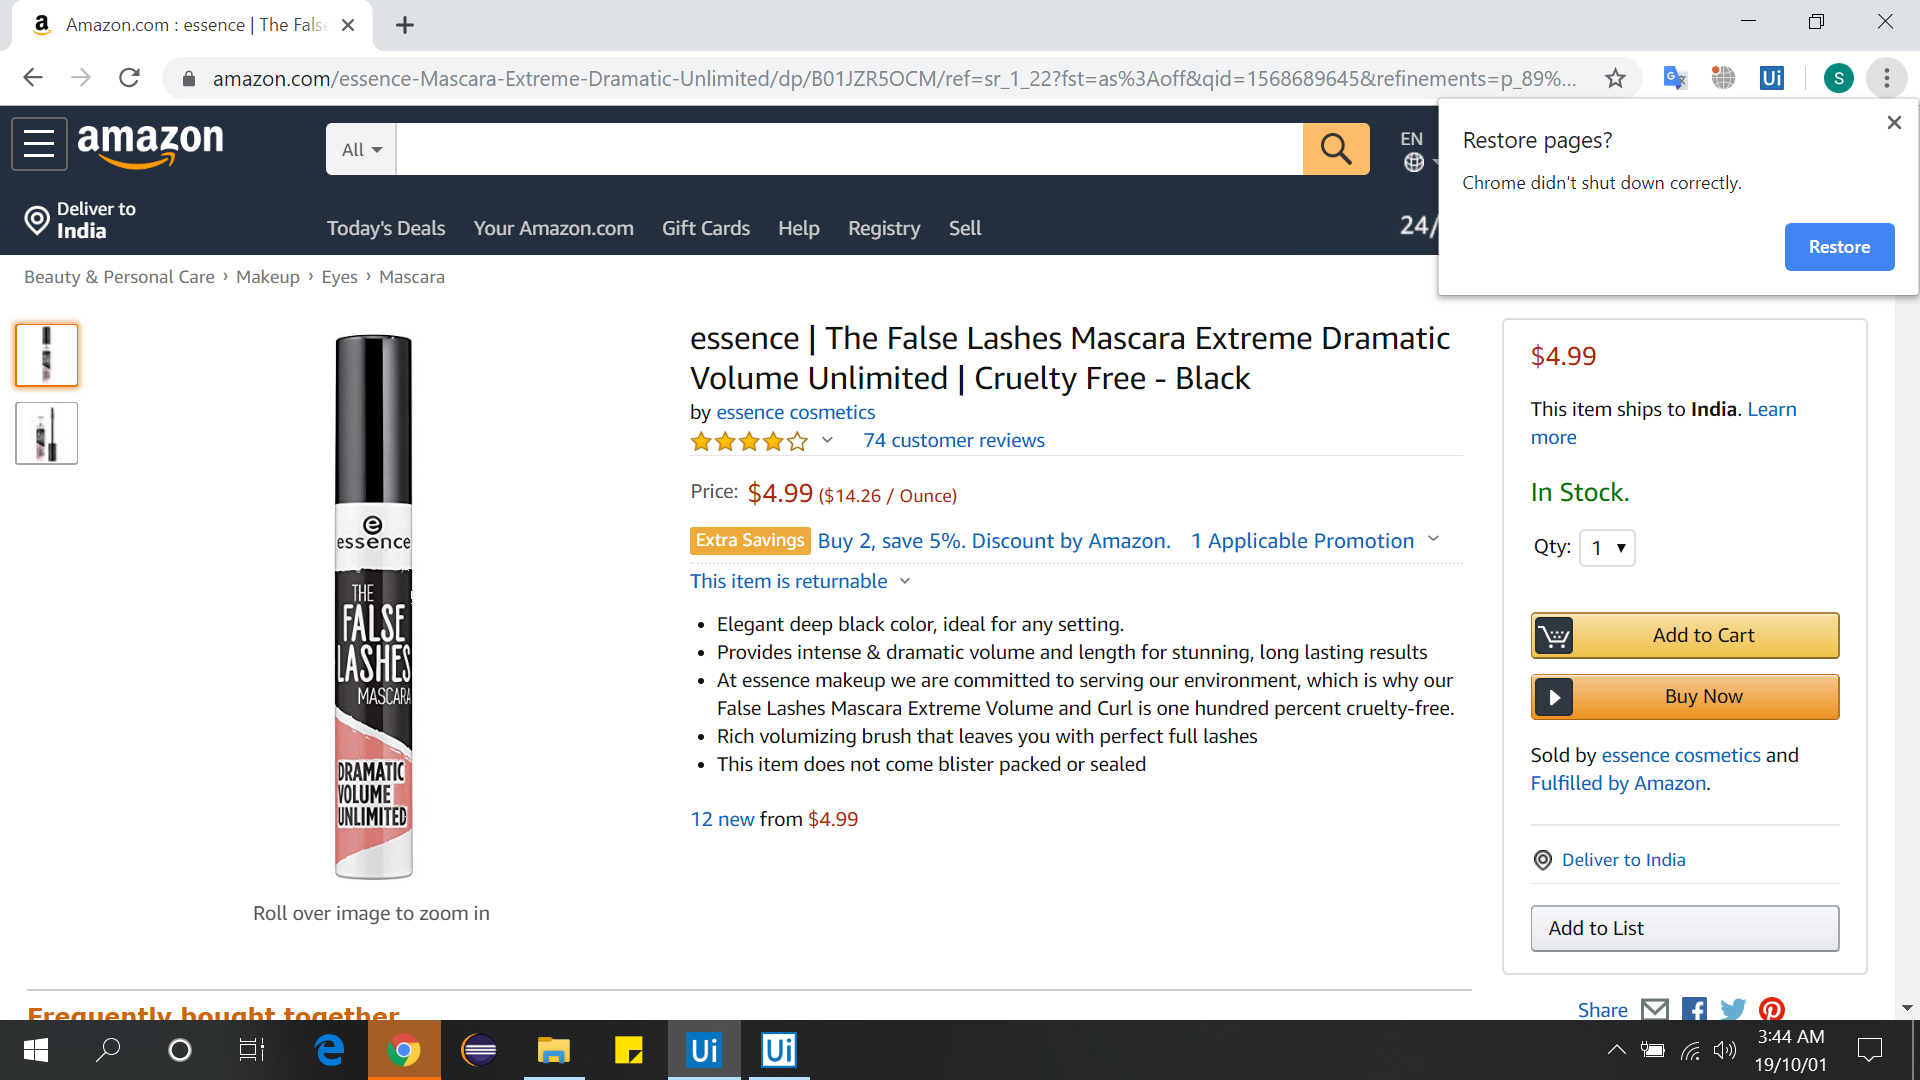 Amazon.com : essence | The False
amazon.com/essence-Mascara-Extreme-Dramatic-Unlimited/dp/B01JZR5OCM/ref=sr_1_22?fst=as%3Aoff&qid=1568689645&refinements=p_89%...
Ui
S
Restore pages?
Chrome didn't shut down correctly.
Restore
amazon
All
EN
Deliver to
India
Today's Deals
Your Amazon.com
Gift Cards
Help
Registry
Sell
24/
Beauty & Personal Care › Makeup › Eyes › Mascara
essence
THE
FALSE
LASHES
MASCARA
DRAMATIC
VOLUME
UNLIMITED
Roll over image to zoom in
essence | The False Lashes Mascara Extreme Dramatic
Volume Unlimited | Cruelty Free - Black
by essence cosmetics
74 customer reviews
Price: $4.99 ($14.26 / Ounce)
Extra Savings Buy 2, save 5%. Discount by Amazon. 1 Applicable Promotion
This item is returnable
• Elegant deep black color, ideal for any setting.
• Provides intense & dramatic volume and length for stunning, long lasting results
• At essence makeup we are committed to serving our environment, which is why our
False Lashes Mascara Extreme Volume and Curl is one hundred percent cruelty-free.
• Rich volumizing brush that leaves you with perfect full lashes
• This item does not come blister packed or sealed
12 new from $4.99
$4.99
This item ships to India. Learn
more
In Stock.
Qty: 1
Add to Cart
Buy Now
Sold by essence cosmetics and
Fulfilled by Amazon.
Deliver to India
Add to List
Share
Frequently bought together
Ui
Ui
3:44 AM
19/10/01